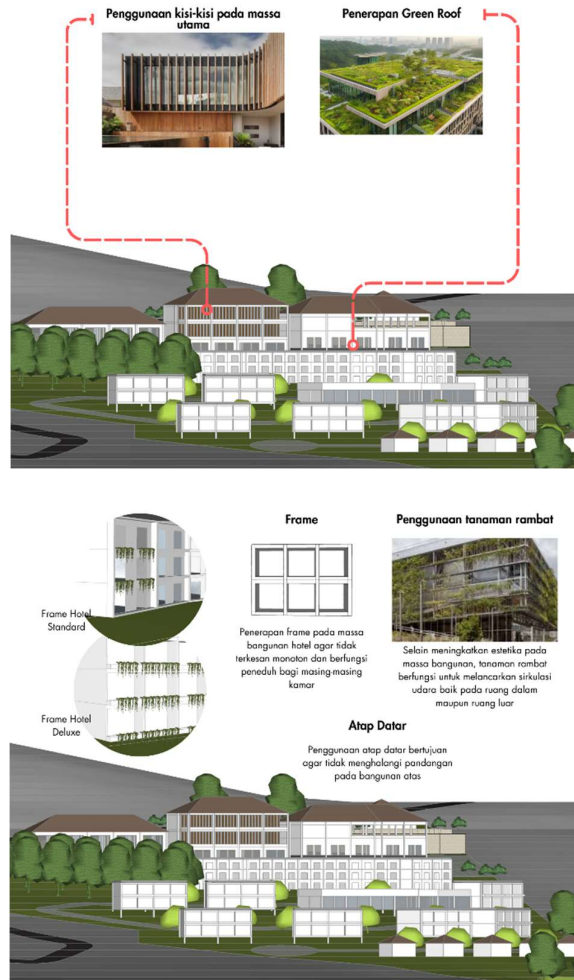 Penggunaan kisi-kisi pada massa
utama
Penerapan Green Roof
Frame Hotel
Standard
Frame Hotel
Deluxe
Frame
Penerapan frame pada massa
bangunan hotel agar tidak
terkesan monoton dan berfungsi
peneduh bagi masing-masing
kamar
Penggunaan tanaman rambat
Selain meningkatkan estetika pada
massa bangunan, tanaman rambat
berfungsi untuk melancarkan sirkulasi
udara baik pada ruang dalam
maupun ruang luar
Atap Datar
Penggunaan atap datar bertujuan
agar tidak menghalangi pandangan
pada bangunan atas